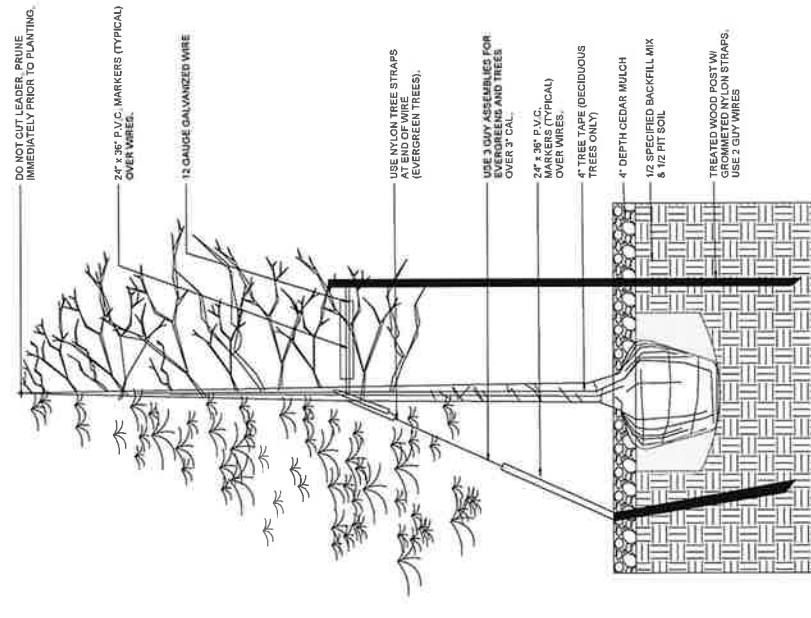 DO NOT CUT LEADER. PRUNE
IMMEDIATELY PRIOR TO PLANTING.
24" x 36" P.V.C. MARKERS (TYPICAL)
OVER WIRES.
12 GAUGE GALVANIZED WIRE
USE NYLON TREE STRAPS
AT END OF WIRE
(EVERGREEN TREES).
USE 3 GUY ASSEMBLIES FOR
EVERGREENS AND TREES
OVER 3" CAL.
24" x 36" P.V.C.
MARKERS (TYPICAL)
OVER WIRES.
4" TREE TAPE (DECIDUOUS
TREES ONLY)
4" DEPTH CEDAR MULCH
1/2 SPECIFIED BACKFILL MIX
& 1/2 PIT SOIL
TREATED WOOD POST W/
GROMMETED NYLON STRAPS.
USE 2 GUY WIRES